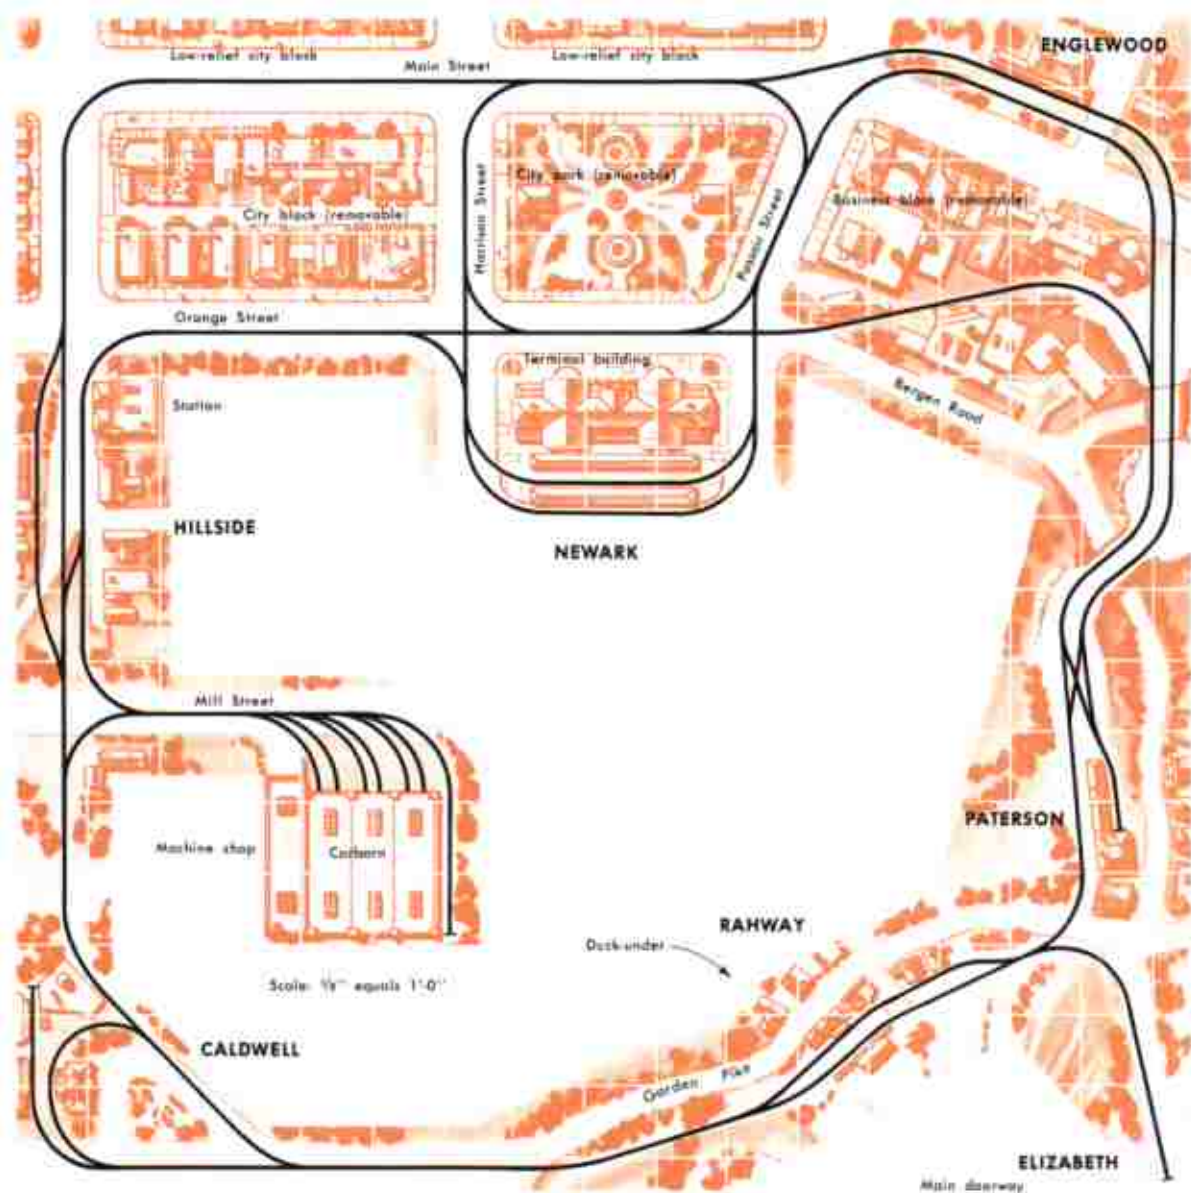 Low-relief city block
Main Street
Low-relief city block
ENGLEWOOD
City block (removable)
Harrison Street
City park (removable)
Passaic Street
Business block (removable)
Orange Street
Station
Terminal building
Bergen Road
HILLSIDE
NEWARK
Mill Street
Machine shop
Carbarn
PATERSON
RAHWAY
Duck-under
Scale: ⅜" equals 1'-0"
CALDWELL
Garden Pike
ELIZABETH
Main doorway